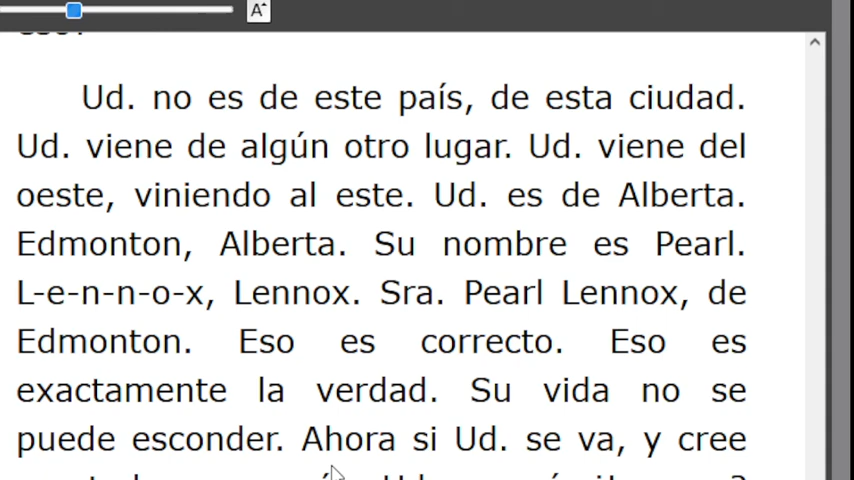 A
Ud. no es de este país, de esta ciudad.
Ud. viene de algún otro lugar. Ud. viene del
oeste, viniendo al este. Ud. es de Alberta.
Edmonton, Alberta. Su nombre es Pearl.
L-e-n-n-o-x, Lennox. Sra. Pearl Lennox, de
Edmonton. Eso es correcto. Eso es
exactamente la verdad. Su vida no se
puede esconder. Ahora si Ud. se va, y cree